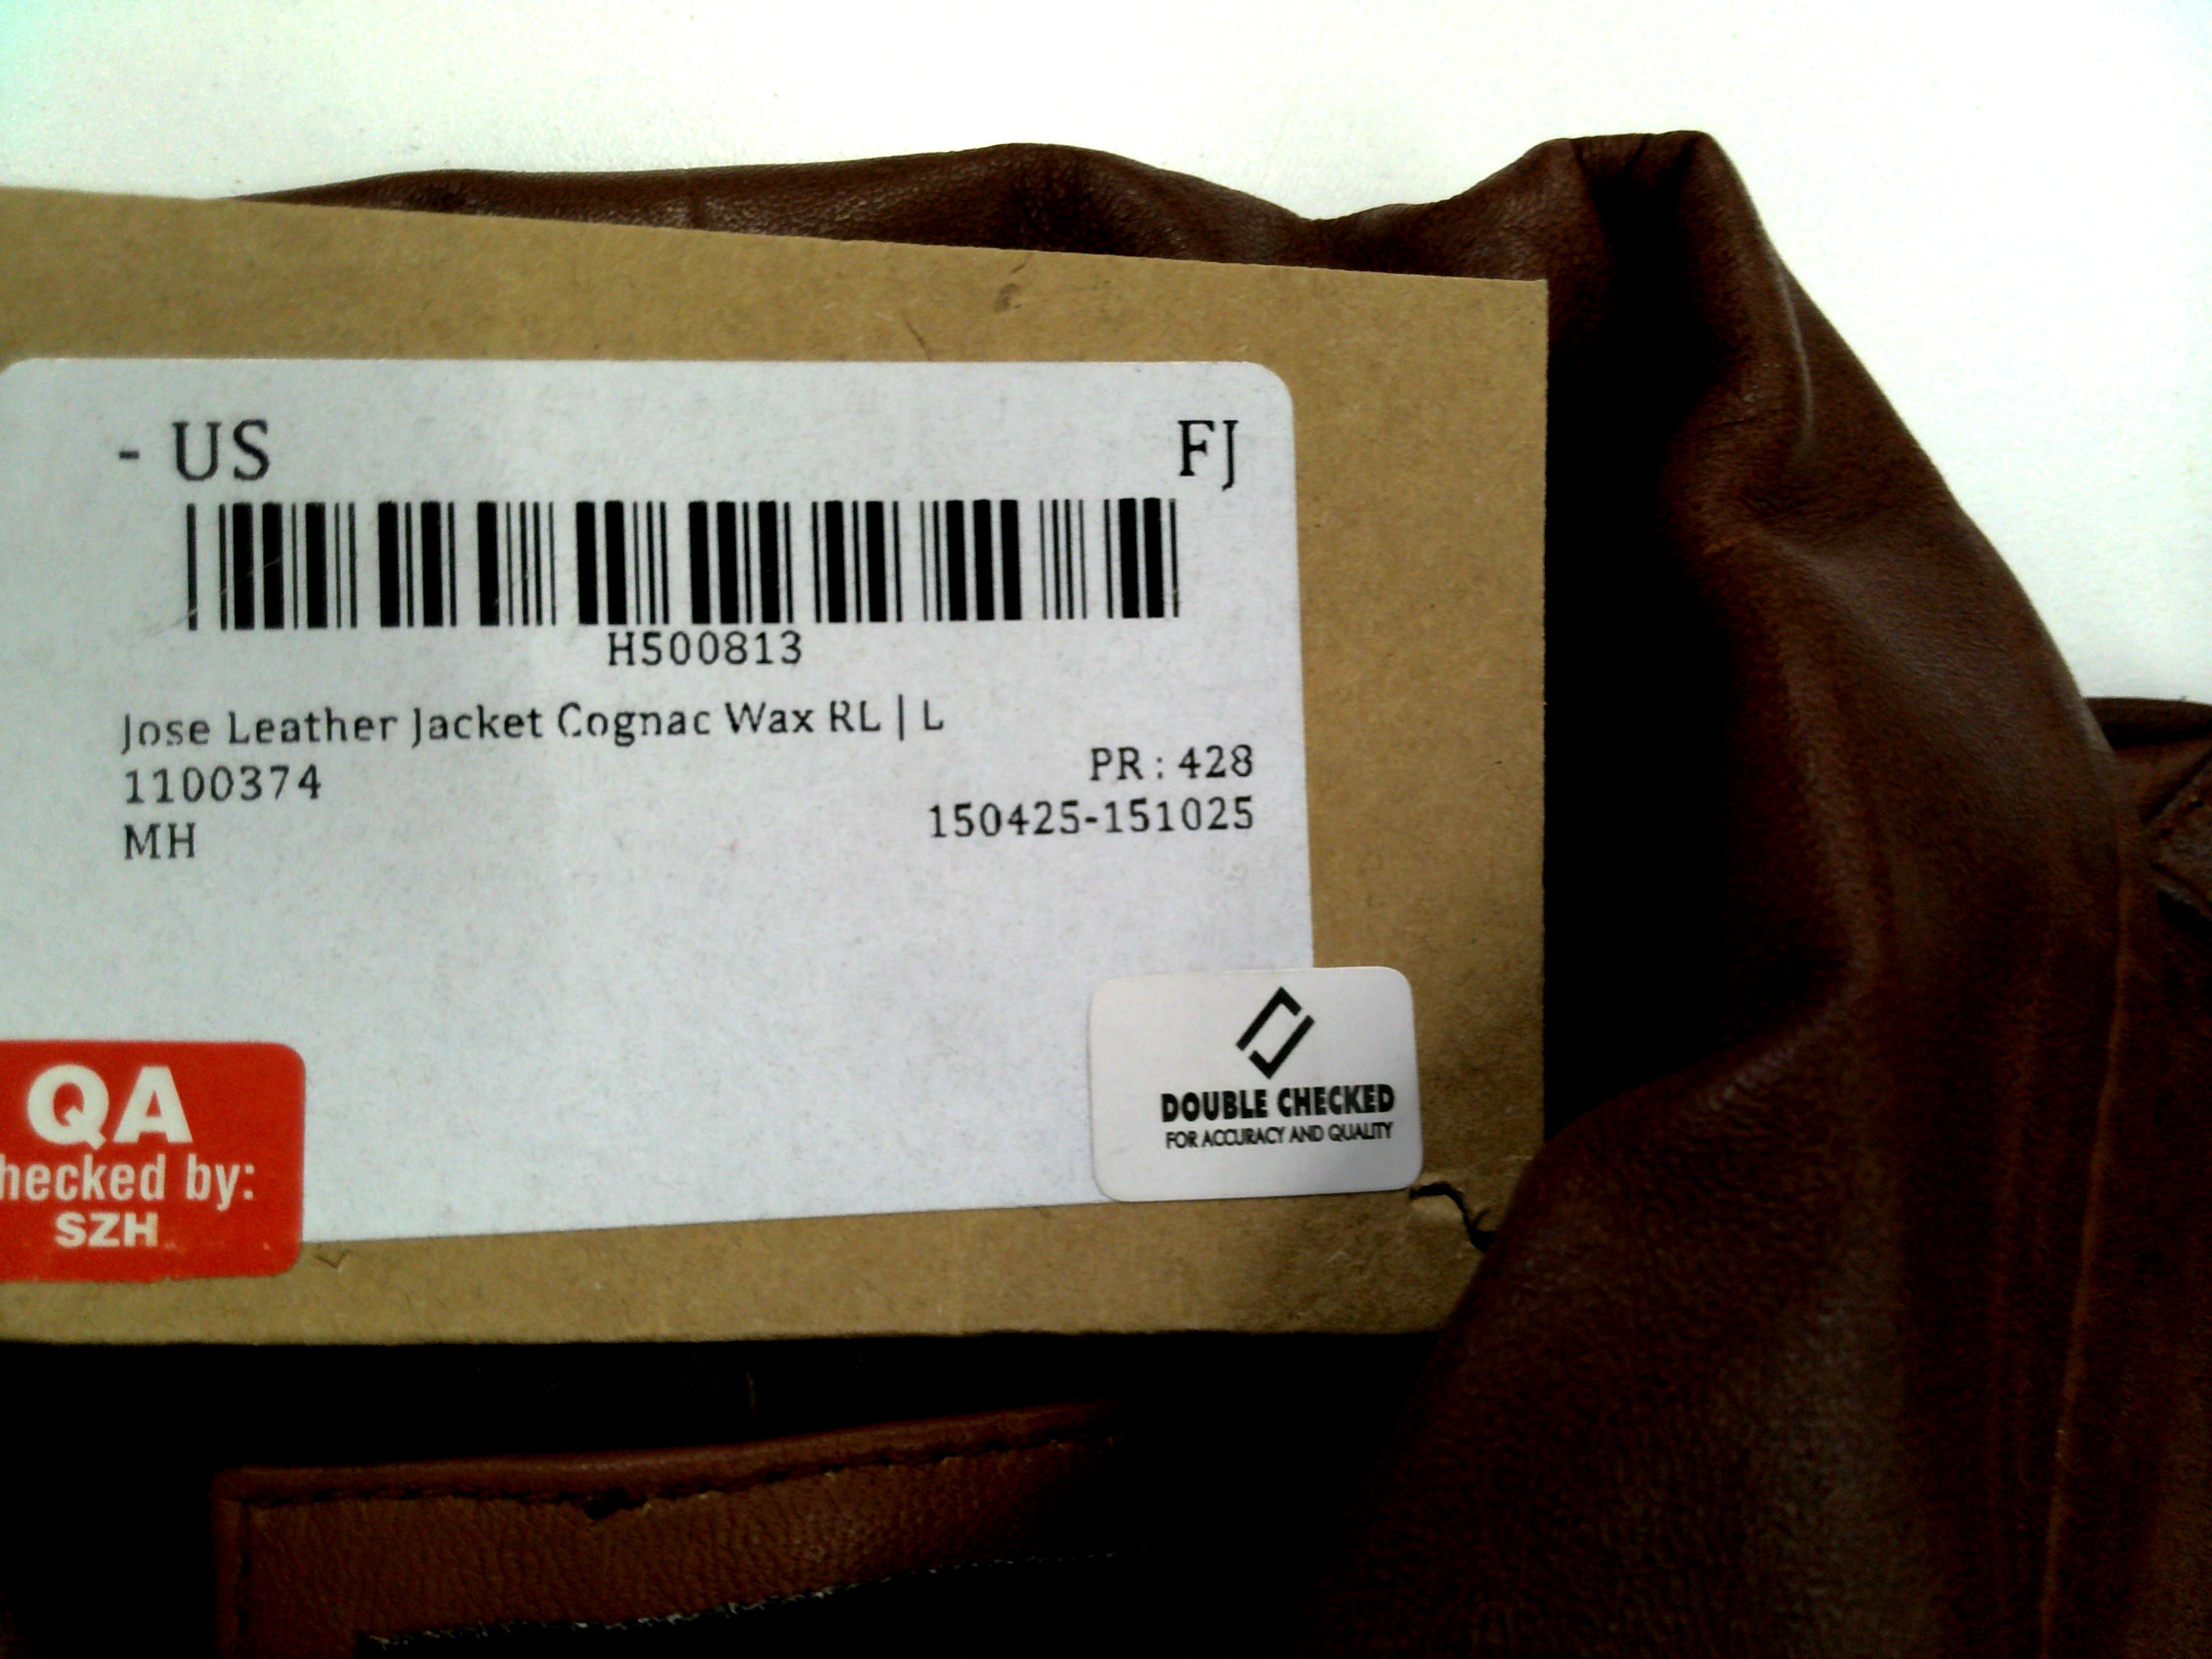 - US FJ
H500813
Jose Leather Jacket Cognac Wax RL | L
1100374 PR : 428
MH 150425-151025
DOUBLE CHECKED
FOR ACCURACY AND QUALITY
QA
hecked by:
SZH